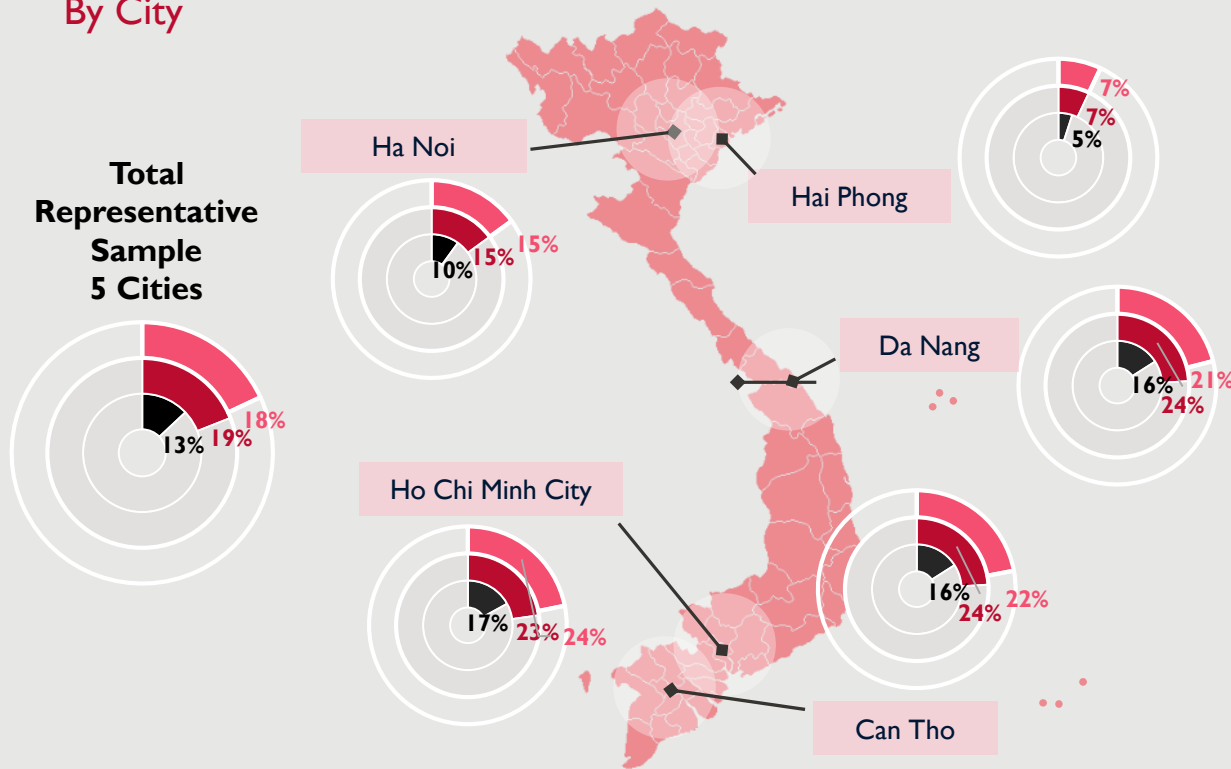 By City
Total
Representative
Sample
5 Cities
13%
19%
18%
Ha Noi
10%
15%
15%
Hai Phong
5%
7%
7%
Da Nang
16%
24%
21%
Ho Chi Minh City
17%
23%
24%
16%
24%
22%
Can Tho